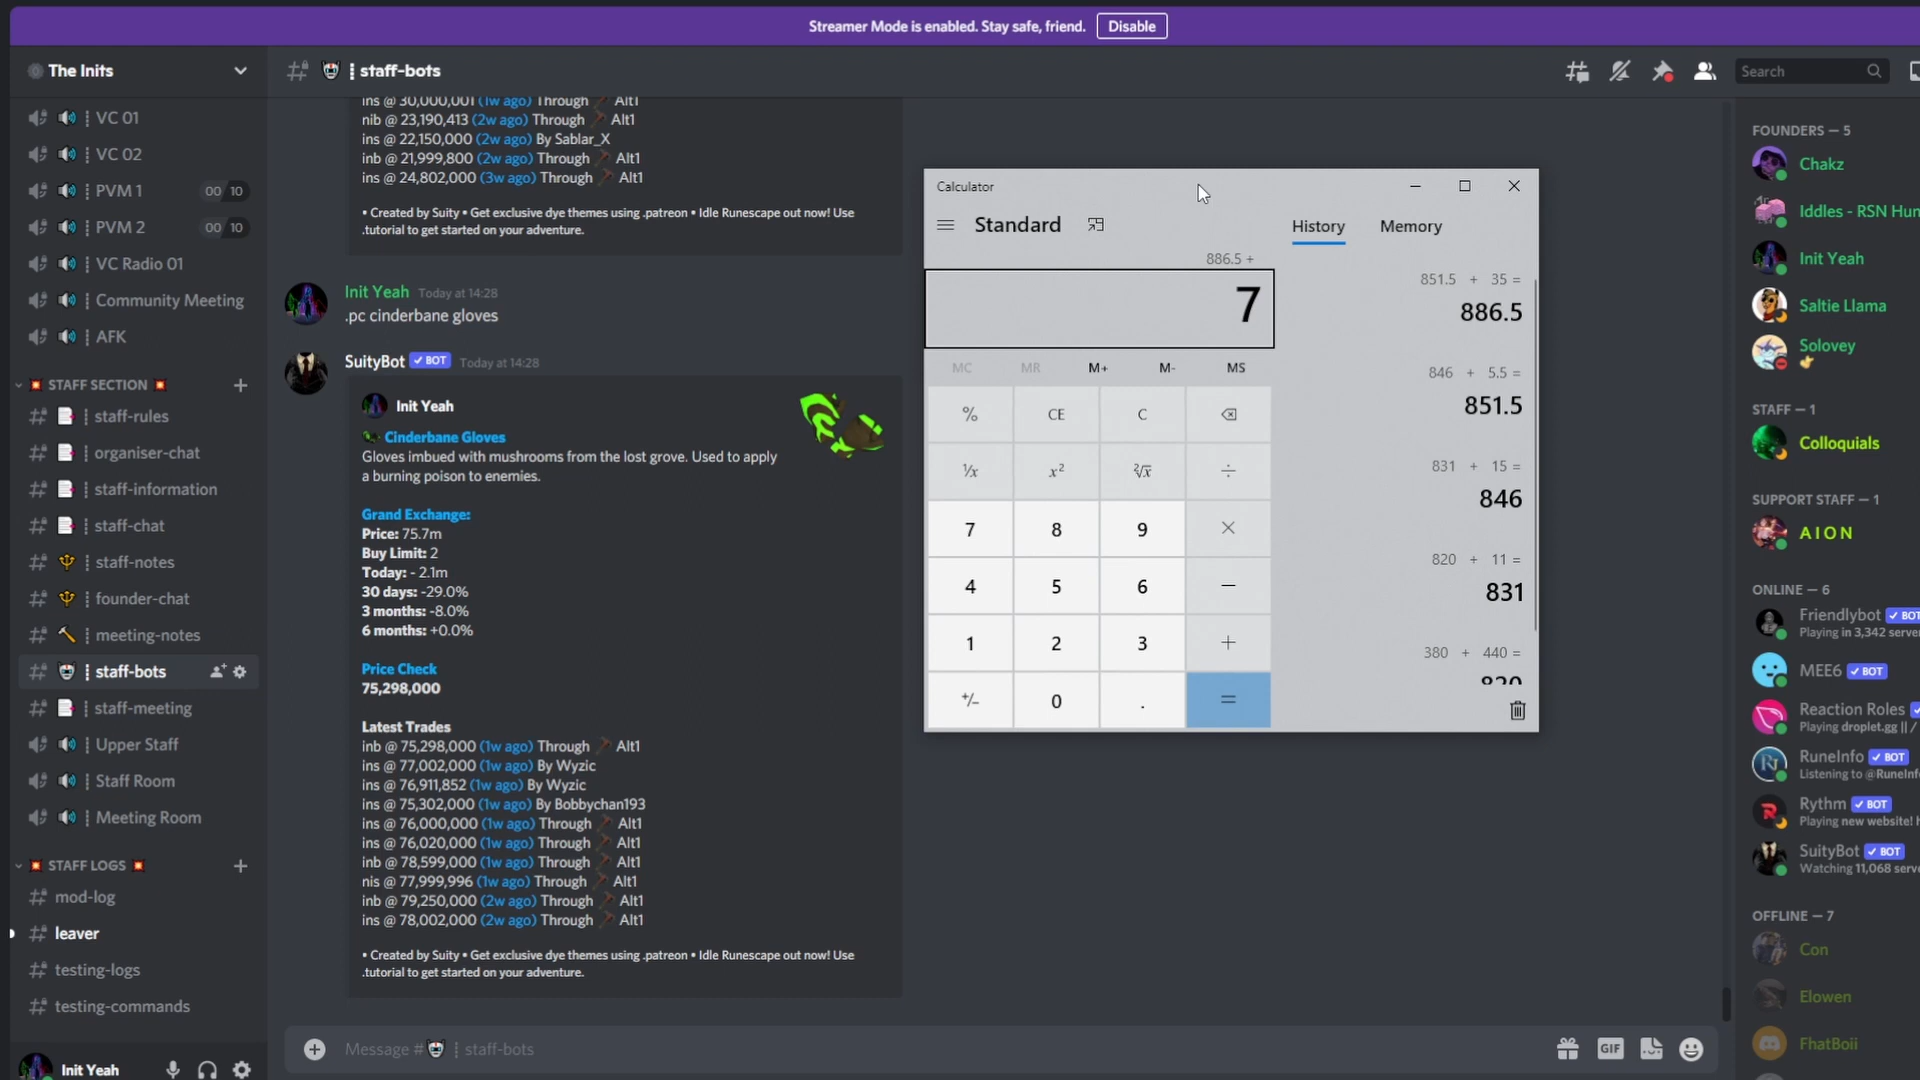 Streamer Mode is enabled. Stay safe, friend. Disable
The Inits
VC 01
VC 02
PVM 1 00 10
PVM 2 00 10
VC Radio 01
Community Meeting
AFK
STAFF SECTION
staff-rules
organiser-chat
staff-information
staff-chat
staff-notes
founder-chat
meeting-notes
staff-bots
staff-meeting
Upper Staff
Staff Room
Meeting Room
STAFF LOGS
mod-log
leaver
testing-logs
testing-commands
Init Yeah
staff-bots
Search
ins @ 30,000,001 (1w ago) Through Alt1
nib @ 23,190,413 (2w ago) Through Alt1
ins @ 22,150,000 (2w ago) By Sablar_X
inb @ 21,999,800 (2w ago) Through Alt1
ins @ 24,802,000 (3w ago) Through Alt1
• Created by Suity • Get exclusive dye themes using .patreon • Idle Runescape out now! Use
.tutorial to get started on your adventure.
Init Yeah Today at 14:28
.pc cinderbane gloves
SuityBot ✓ BOT Today at 14:28
Init Yeah
Cinderbane Gloves
Gloves imbued with mushrooms from the lost grove. Used to apply
a burning poison to enemies.
Grand Exchange:
Price: 75.7m
Buy Limit: 2
Today: - 2.1m
30 days: -29.0%
3 months: -8.0%
6 months: +0.0%
Price Check
75,298,000
Latest Trades
inb @ 75,298,000 (1w ago) Through Alt1
ins @ 77,002,000 (1w ago) By Wyzic
ins @ 76,911,852 (1w ago) By Wyzic
ins @ 75,302,000 (1w ago) By Bobbychan193
ins @ 76,000,000 (1w ago) Through Alt1
ins @ 76,020,000 (1w ago) Through Alt1
inb @ 78,599,000 (1w ago) Through Alt1
nis @ 77,999,996 (1w ago) Through Alt1
inb @ 79,250,000 (2w ago) Through Alt1
ins @ 78,002,000 (2w ago) Through Alt1
• Created by Suity • Get exclusive dye themes using .patreon • Idle Runescape out now! Use
.tutorial to get started on your adventure.
Message # staff-bots
GIF
Calculator
Standard
886.5 +
7
MC MR M+ M- MS
% CE C
¹/x x² ²√x ÷
7 8 9 ×
4 5 6 −
1 2 3 +
+/− 0 . =
History Memory
851.5 + 35 =
886.5
846 + 5.5 =
851.5
831 + 15 =
846
820 + 11 =
831
380 + 440 =
820
FOUNDERS — 5
Chakz
Iddles - RSN Hun
Init Yeah
Saltie Llama
Solovey
STAFF — 1
Colloquials
SUPPORT STAFF — 1
A I O N
ONLINE — 6
Friendlybot ✓ BOT
Playing in 3,342 server
MEE6 ✓ BOT
Reaction Roles ✓
Playing droplet.gg || /
RuneInfo ✓ BOT
Listening to @RuneInf
Rythm ✓ BOT
Playing new website! h
SuityBot ✓ BOT
Watching 11,068 serve
OFFLINE — 7
Con
Elowen
FhatBoii